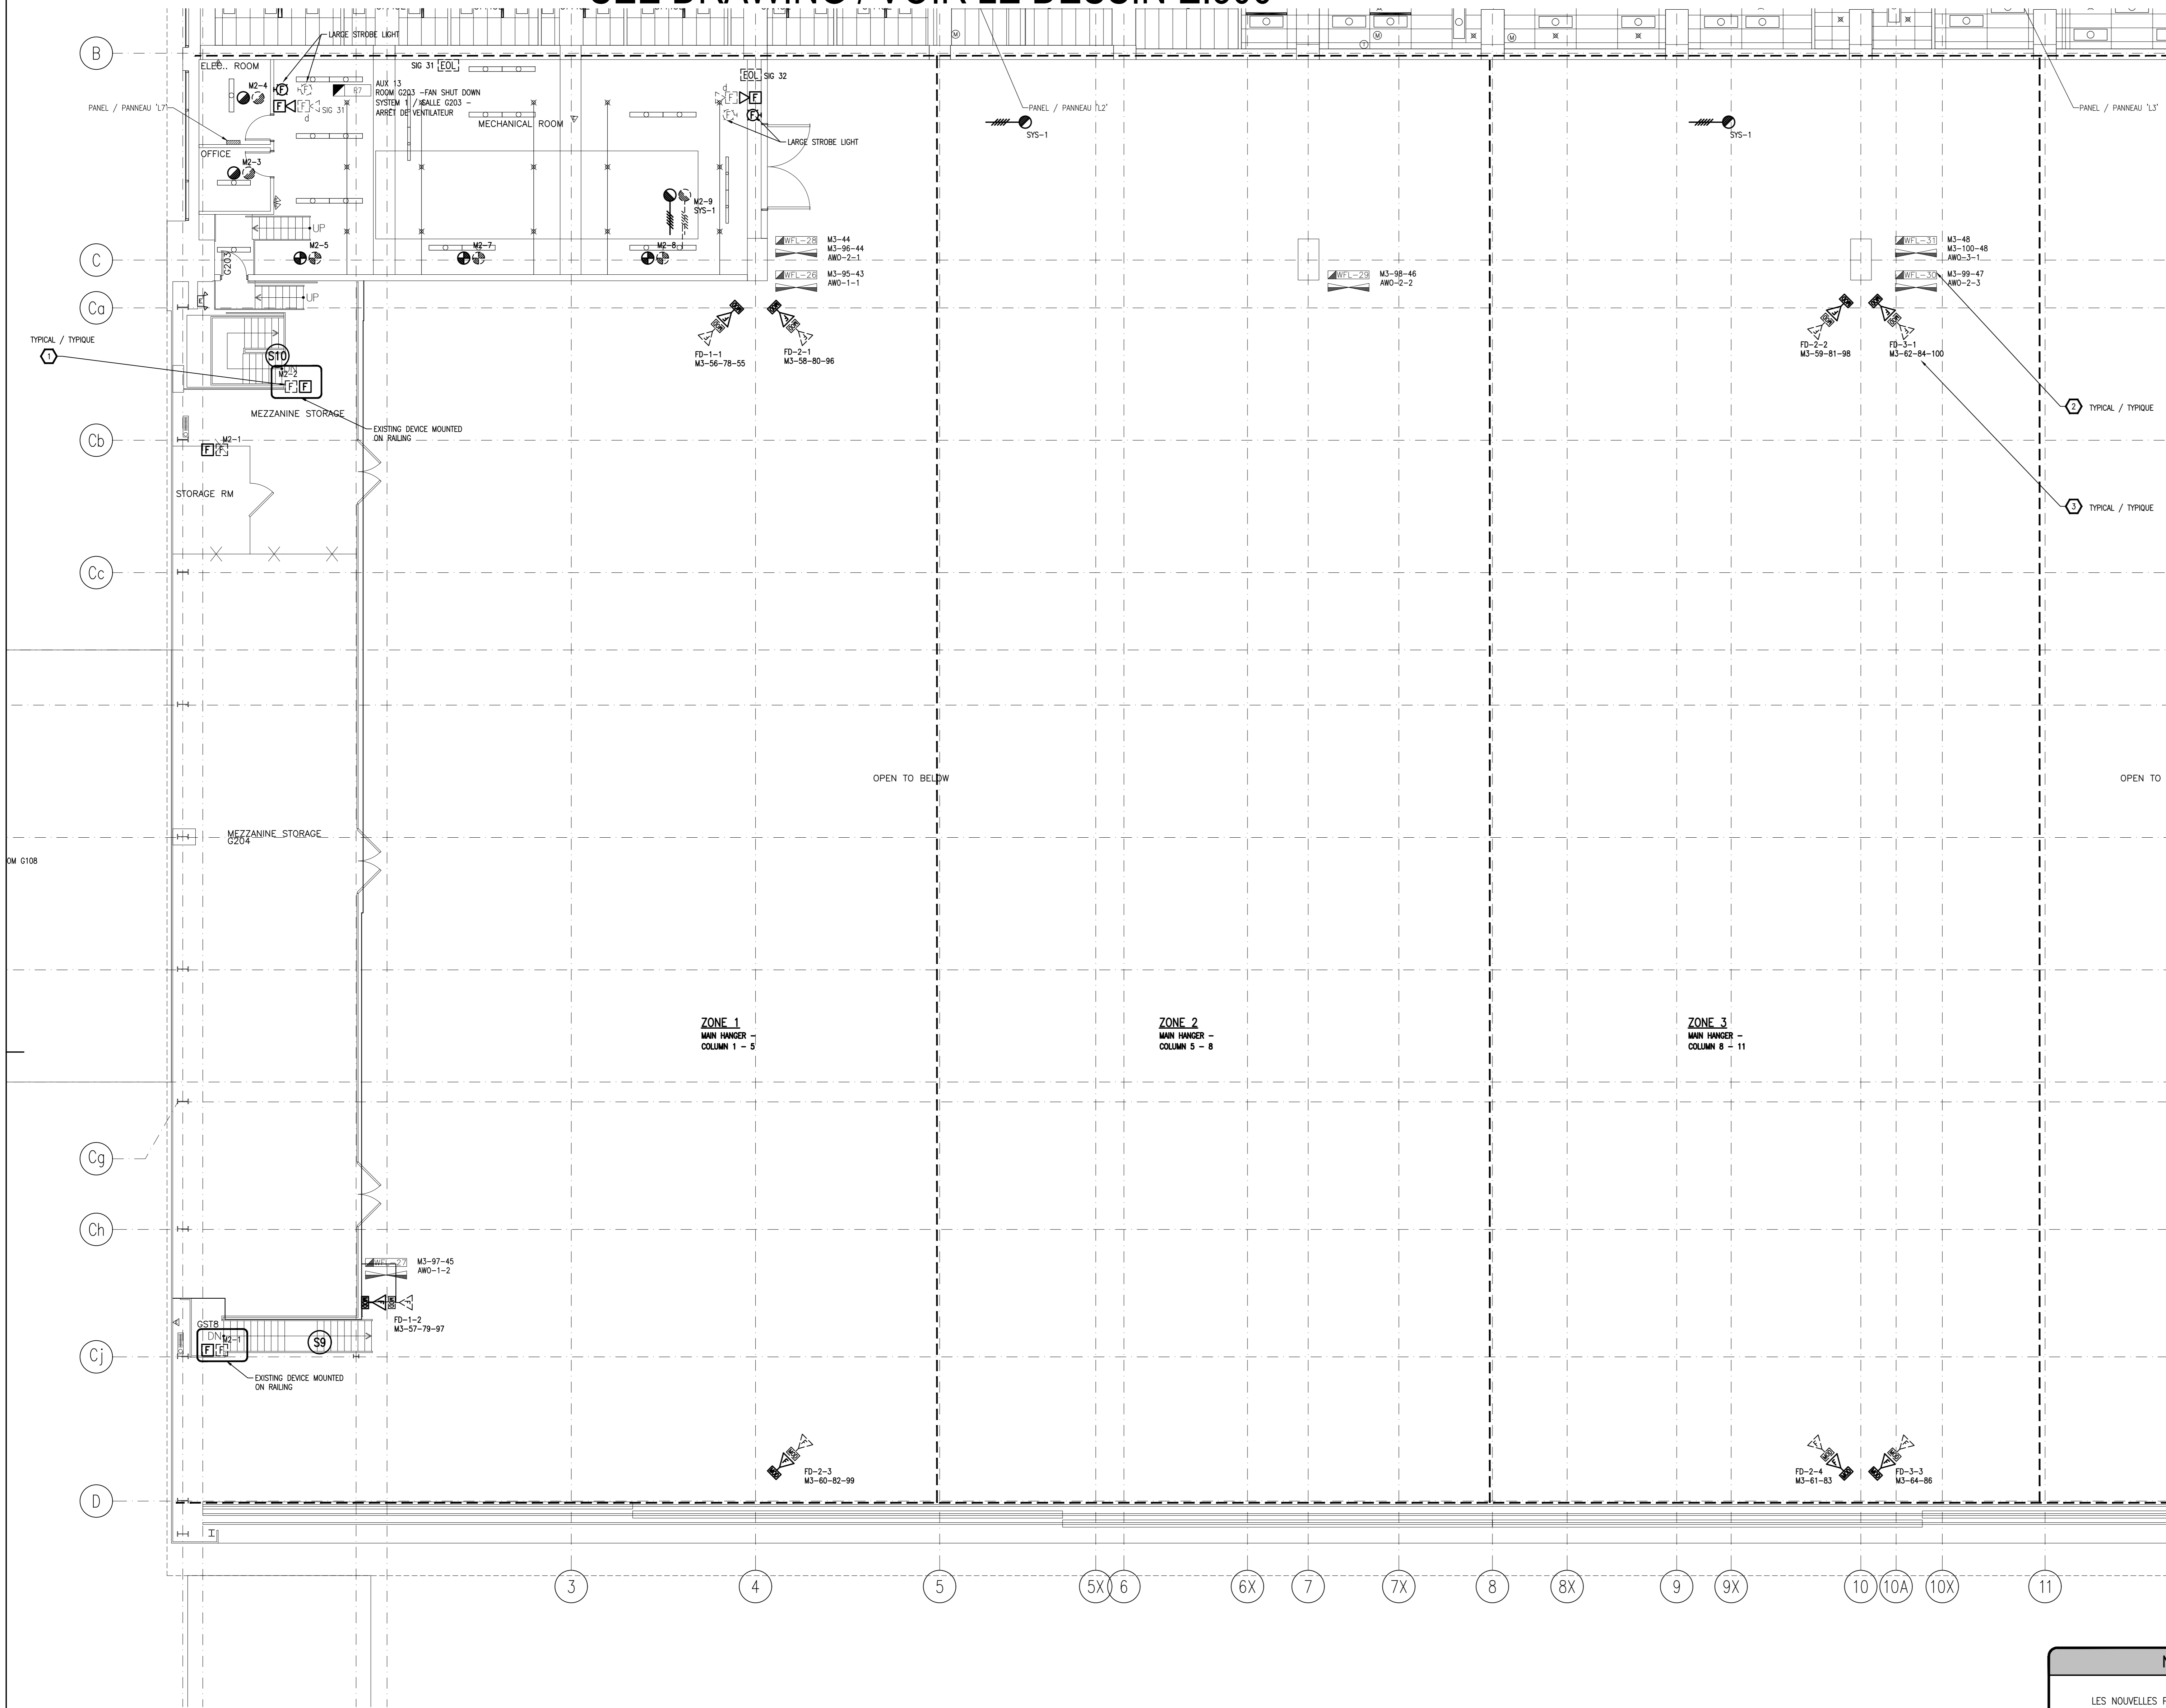 SEE DRAWING / VOIR LE DESSIN
B
LARGE STROBE LIGHT
ELEC.. ROOM
M2-4
F
F
F
F
SIG 31
d
R7
SIG 31 EOL
AUX 13
ROOM G203 -FAN SHUT DOWN
SYSTEM 1 / SALLE G203 -
ARRET DE VENTILATEUR
MECHANICAL ROOM
EOL SIG 32
d
F
F
F
F
LARGE STROBE LIGHT
PANEL / PANNEAU 'L7'
PANEL / PANNEAU 'L2'
PANEL / PANNEAU 'L3'
SYS-1
SYS-1
M
M
T
M
OFFICE
M2-3
M2-9
SYS-1
UP
M2-5
M2-7
M2-8
C
G203
UP
WFL-28
M3-44
M3-96-44
AWO-2-1
WFL-26
M3-95-43
AWO-1-1
WFL-29
M3-98-46
AWO-2-2
WFL-31
M3-48
M3-100-48
AWO-3-1
WFL-30
M3-99-47
AWO-2-3
Ca
E
FD-1-1
M3-56-78-55
FD-2-1
M3-58-80-96
FD-2-2
M3-59-81-98
FD-3-1
M3-62-84-100
TYPICAL / TYPIQUE
1
S10
DN
M2-2
F
F
MEZZANINE STORAGE
EXISTING DEVICE MOUNTED
ON RAILING
2 TYPICAL / TYPIQUE
Cb
M2-1
F
F
STORAGE RM
3 TYPICAL / TYPIQUE
Cc
OPEN TO BELOW
OPEN TO
MEZZANINE STORAGE
G204
OM G108
ZONE 1
MAIN HANGER -
COLUMN 1 - 5
ZONE 2
MAIN HANGER -
COLUMN 5 - 8
ZONE 3
MAIN HANGER -
COLUMN 8 - 11
Cg
Ch
WFL-27
M3-97-45
AWO-1-2
FD-1-2
M3-57-79-97
GST8
DN
M2-1
F
F
S9
Cj
EXISTING DEVICE MOUNTED
ON RAILING
FD-2-3
M3-60-82-99
FD-2-4
M3-61-83
FD-3-3
M3-64-86
D
3
4
5
5X
6
6X
7
7X
8
8X
9
9X
10
10A
10X
11
LES NOUVELLES